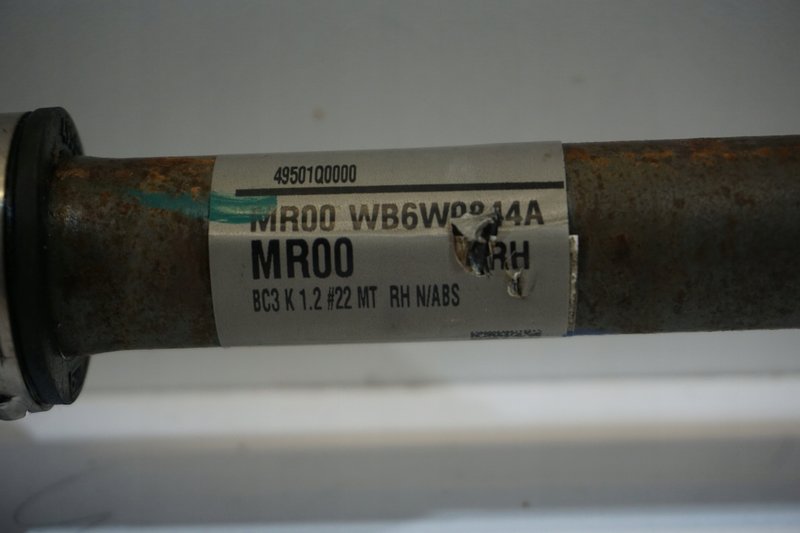 49501Q0000
MR00
MR00 RH
BC3 K 1.2 #22 MT RH N/ABS